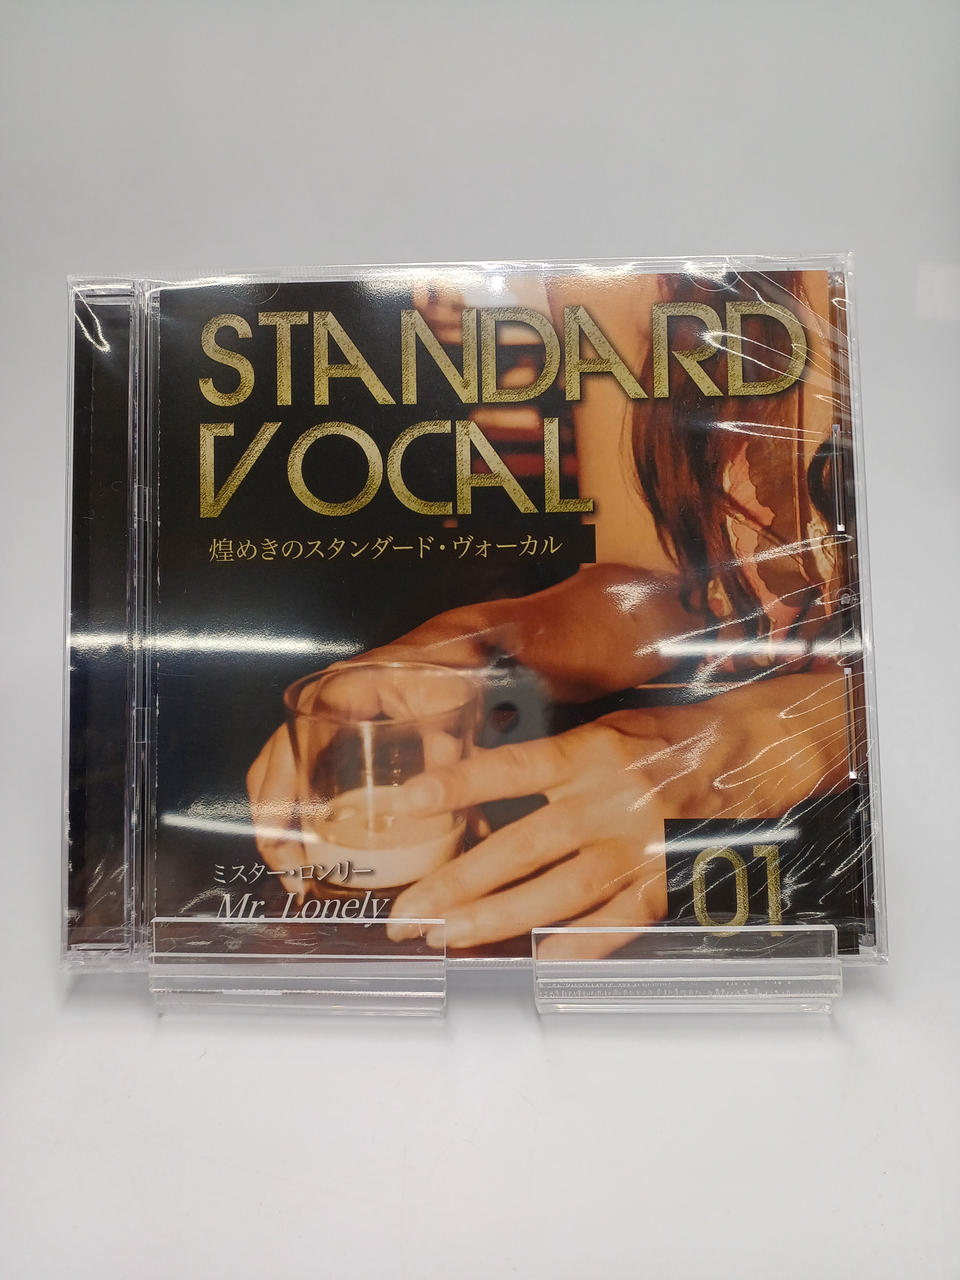 STANDARD
VOCAL
煌めきのスタンダード・ヴォーカル
ミスター・ロンリー
Mr. Lonely
01